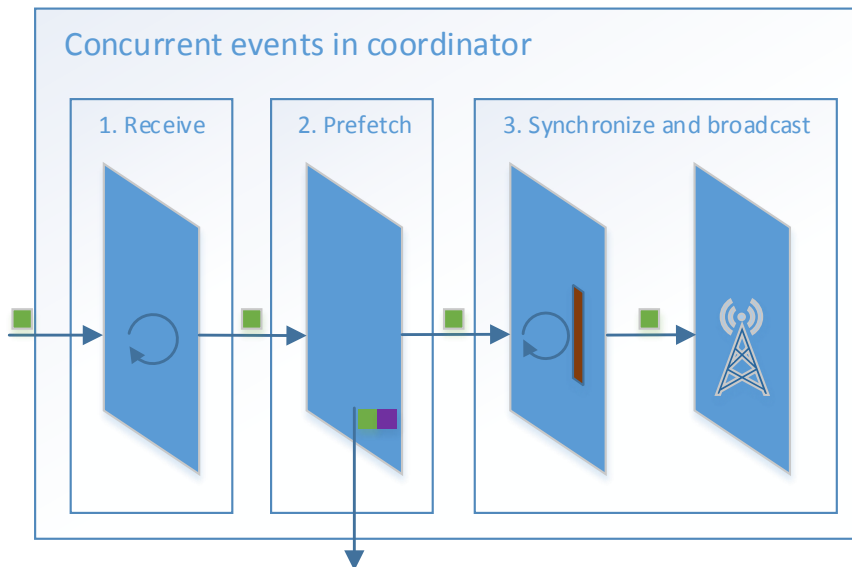 Concurrent events in coordinator
1. Receive
2. Prefetch
3. Synchronize and broadcast